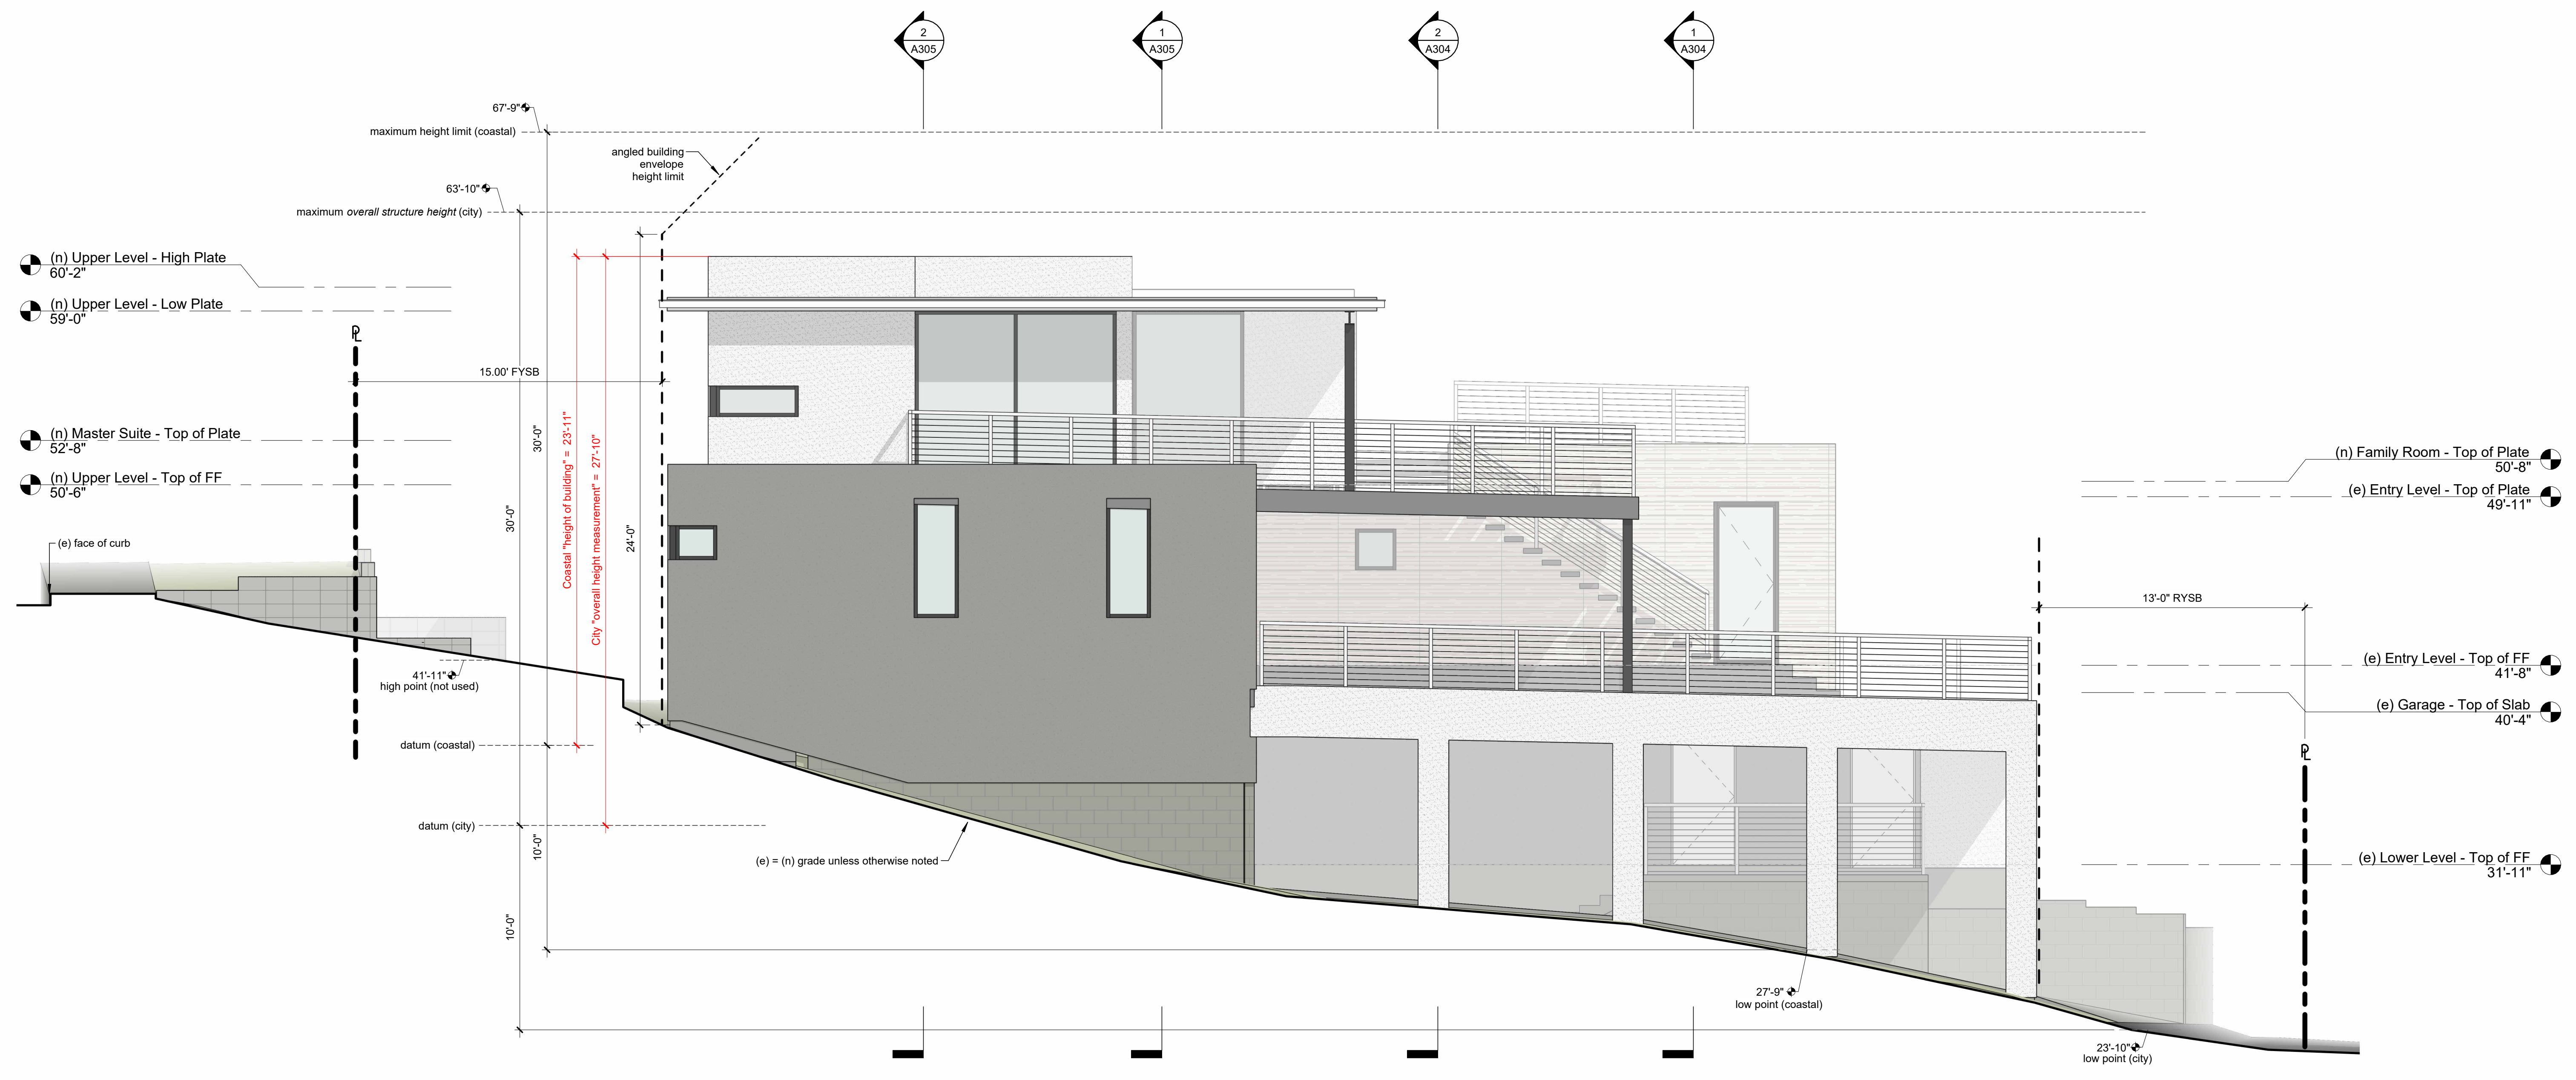 2
A305
1
A305
2
A304
1
A304
67'-9"
maximum height limit (coastal)
angled building
envelope
height limit
63'-10"
maximum overall structure height (city)
(n) Upper Level - High Plate
60'-2"
(n) Upper Level - Low Plate
59'-0"
PL
15.00' FYSB
(n) Master Suite - Top of Plate
52'-8"
(n) Upper Level - Top of FF
50'-6"
(e) face of curb
30'-0"
30'-0"
Coastal "height of building" = 23'-11"
City "overall height measurement" = 27'-10"
24'-0"
41'-11"
high point (not used)
datum (coastal)
datum (city)
10'-0"
10'-0"
(e) = (n) grade unless otherwise noted
(n) Family Room - Top of Plate
50'-8"
(e) Entry Level - Top of Plate
49'-11"
13'-0" RYSB
(e) Entry Level - Top of FF
41'-8"
(e) Garage - Top of Slab
40'-4"
PL
(e) Lower Level - Top of FF
31'-11"
27'-9"
low point (coastal)
23'-10"
low point (city)